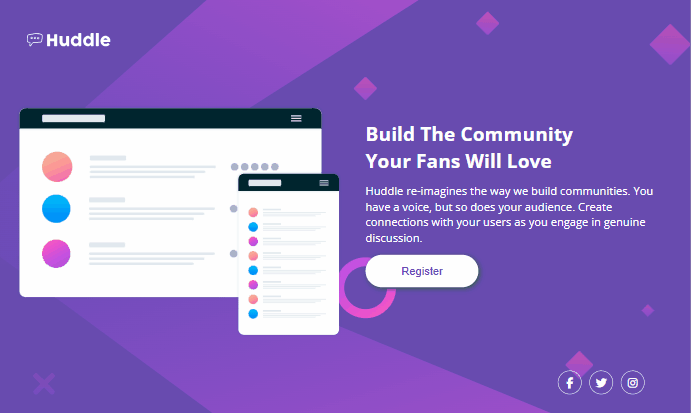 Huddle
Build The Community
Your Fans Will Love
Huddle re-imagines the way we build communities. You
have a voice, but so does your audience. Create
connections with your users as you engage in genuine
discussion.
Register